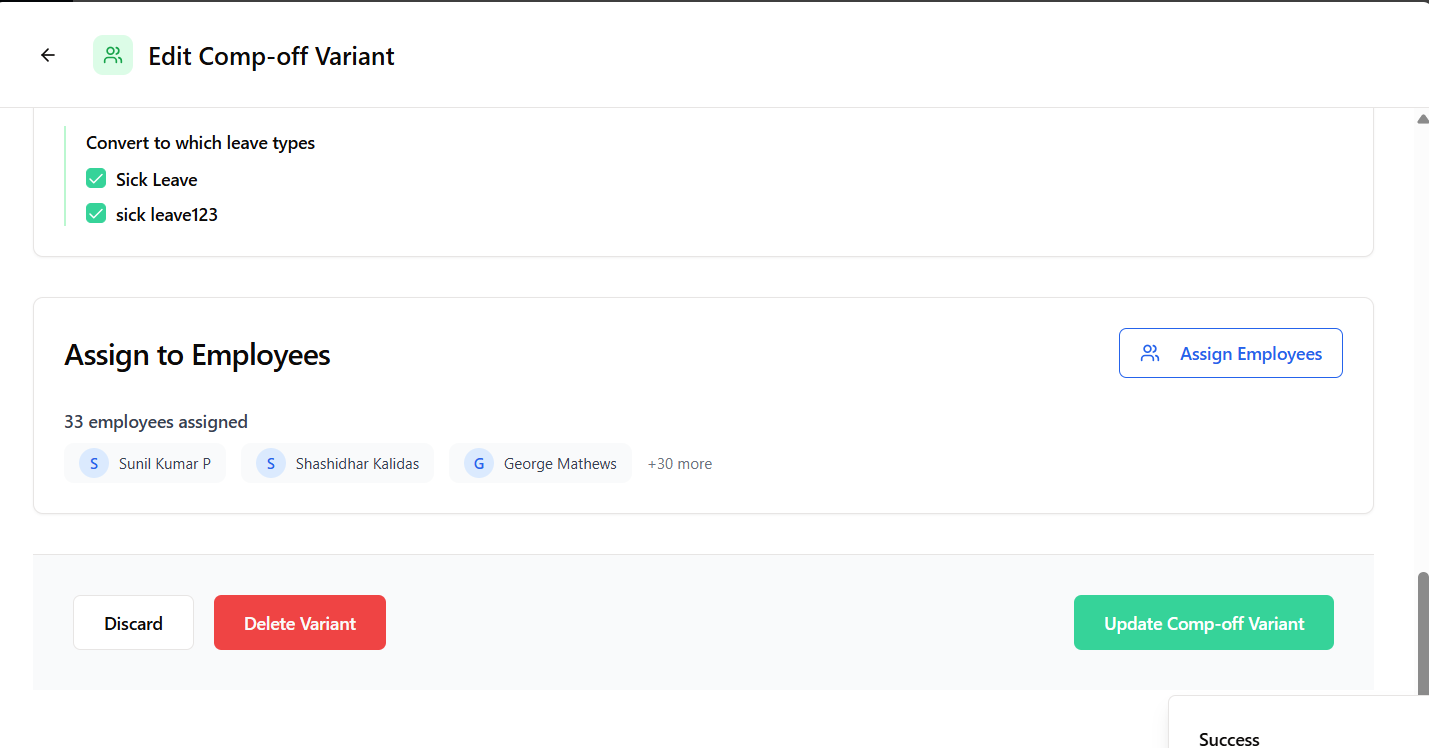 Edit Comp-off Variant
Convert to which leave types
Sick Leave
sick leave123
Assign to Employees
Assign Employees
33 employees assigned
S Sunil Kumar P S Shashidhar Kalidas G George Mathews +30 more
Discard Delete Variant Update Comp-off Variant
Success